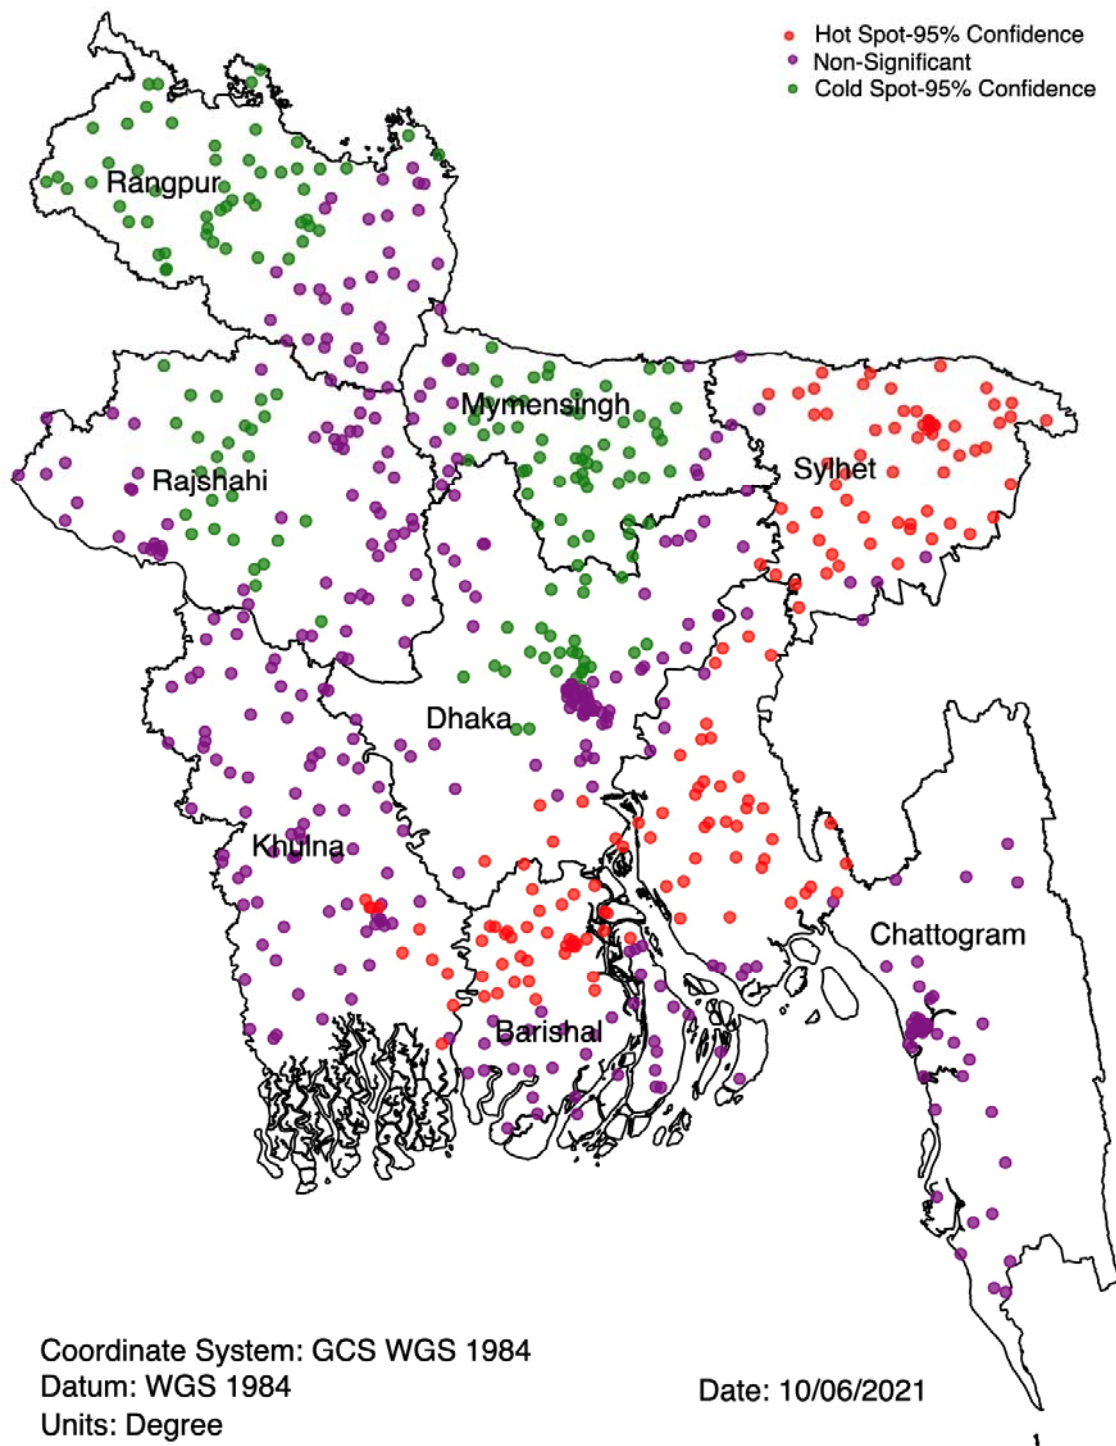 Hot Spot-95% Confidence
Non-Significant
Cold Spot-95% Confidence
Rangpur
Mymensingh
Sylhet
Rajshahi
Dhaka
Khulna
Chattogram
Barishal
Coordinate System: GCS WGS 1984
Datum: WGS 1984
Date: 10/06/2021
Units: Degree